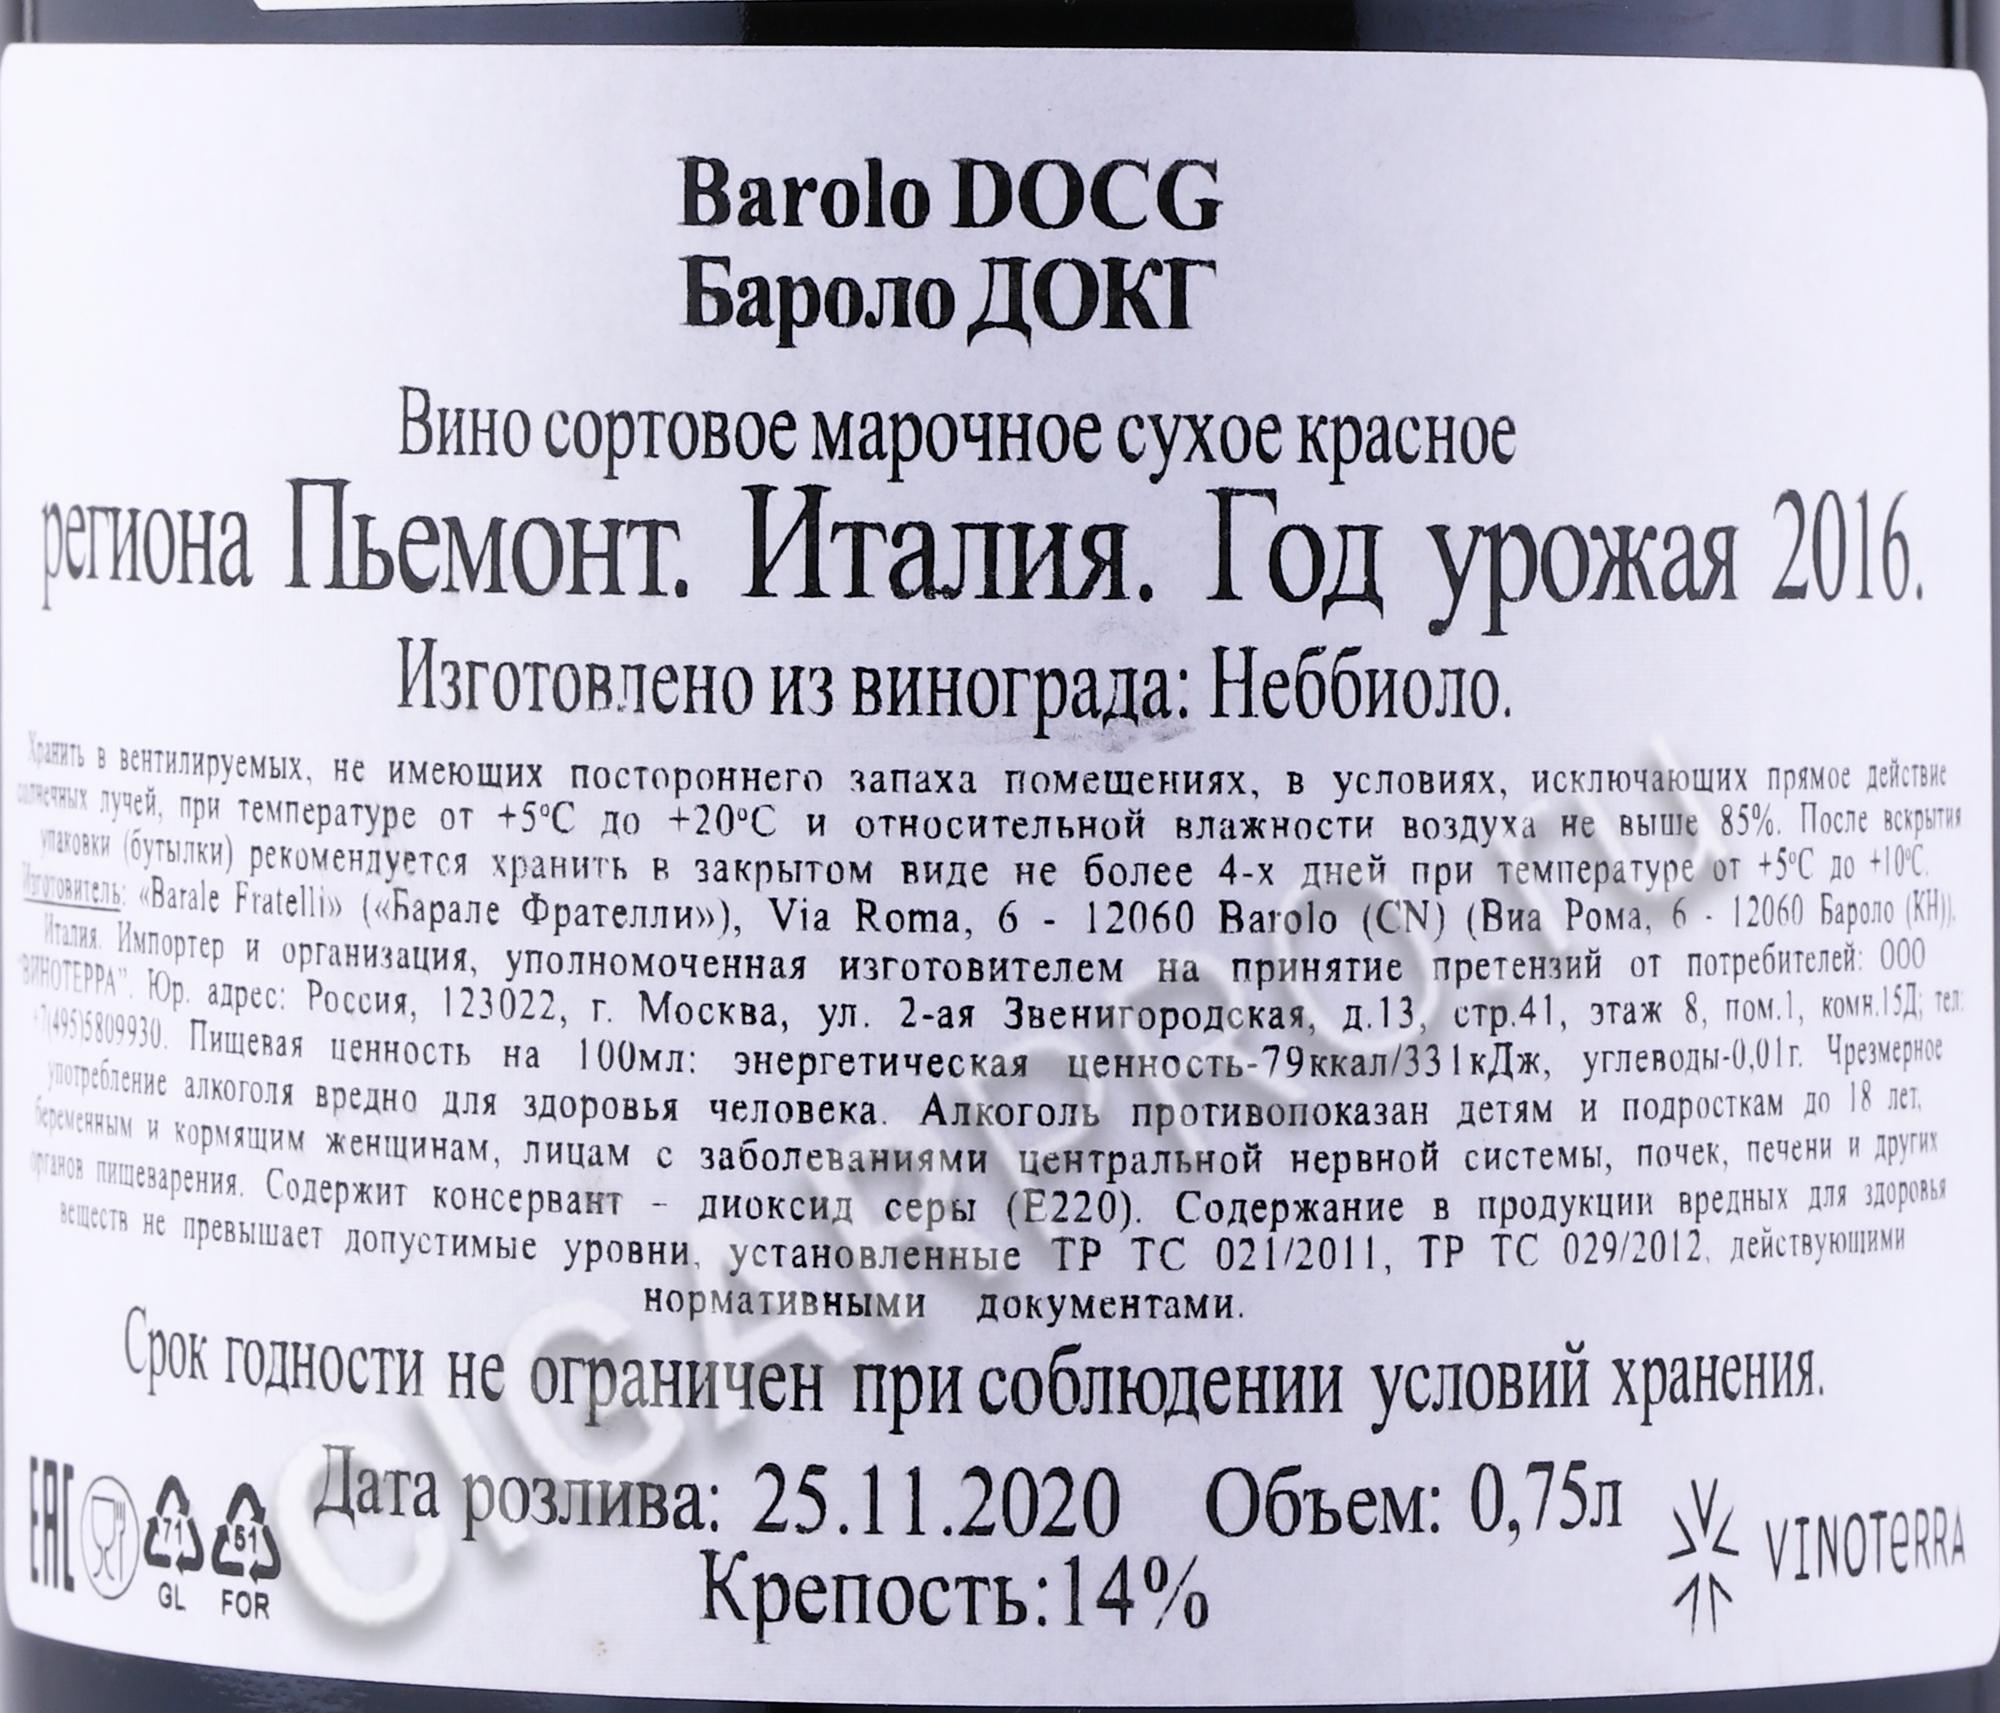 Barolo DOCG
Бароло ДОКГ
Вино сортовое марочное сухое красное
региона Пьемонт. Италия. Год урожая 2016.
Изготовлено из винограда: Неббиоло.
Хранить в вентилируемых, не имеющих постороннего запаха помещениях, в условиях, исключающих прямое действие
солнечных лучей, при температуре от +5°C до +20°C и относительной влажности воздуха не выше 85%. После вскрытия
упаковки (бутылки) рекомендуется хранить в закрытом виде не более 4-х дней при температуре от +5°C до +10°C.
Изготовитель: «Barale Fratelli» («Барале Фрателли»), Via Roma, 6 - 12060 Barolo (CN) (Виа Рома, 6 - 12060 Бароло (КН)),
Италия. Импортер и организация, уполномоченная изготовителем на принятие претензий от потребителей: ООО
"ВИНОТЕРРА". Юр. адрес: Россия, 123022, г. Москва, ул. 2-ая Звенигородская, д.13, стр.41, этаж 8, пом.1, комн.15Д; тел:
+7(495)5809930. Пищевая ценность на 100мл: энергетическая ценность-79ккал/331кДж, углеводы-0,01г. Чрезмерное
употребление алкоголя вредно для здоровья человека. Алкоголь противопоказан детям и подросткам до 18 лет,
беременным и кормящим женщинам, лицам с заболеваниями центральной нервной системы, почек, печени и других
органов пищеварения. Содержит консервант - диоксид серы (Е220). Содержание в продукции вредных для здоровья
веществ не превышает допустимые уровни, установленные ТР ТС 021/2011, ТР ТС 029/2012, действующими
нормативными документами.
Срок годности не ограничен при соблюдении условий хранения.
Дата розлива: 25.11.2020 Объем: 0,75л
Крепость:14%
EAC
71
GL
51
FOR
VINOTeRRA
CIGARPRO.ru